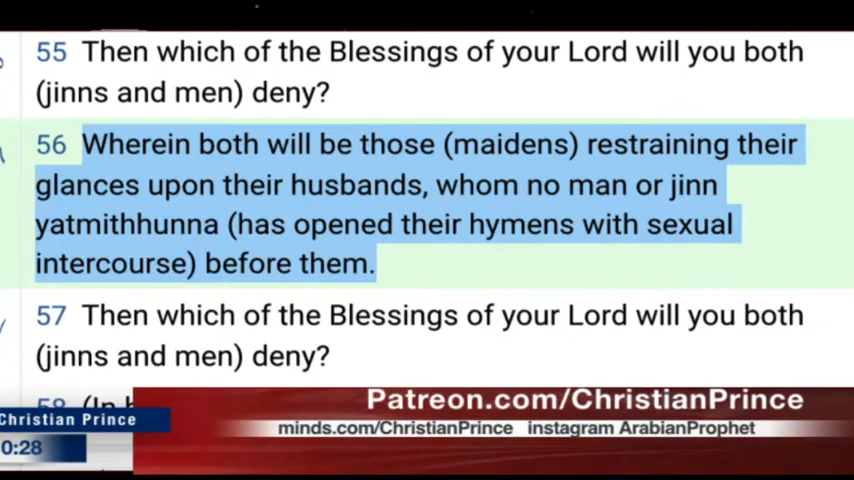 55 Then which of the Blessings of your Lord will you both
(jinns and men) deny?
56 Wherein both will be those (maidens) restraining their
glances upon their husbands, whom no man or jinn
yatmithhunna (has opened their hymens with sexual
intercourse) before them.
57 Then which of the Blessings of your Lord will you both
(jinns and men) deny?
58 (In
Patreon.com/ChristianPrince
Christian Prince
minds.com/ChristianPrince instagram ArabianProphet
0:28